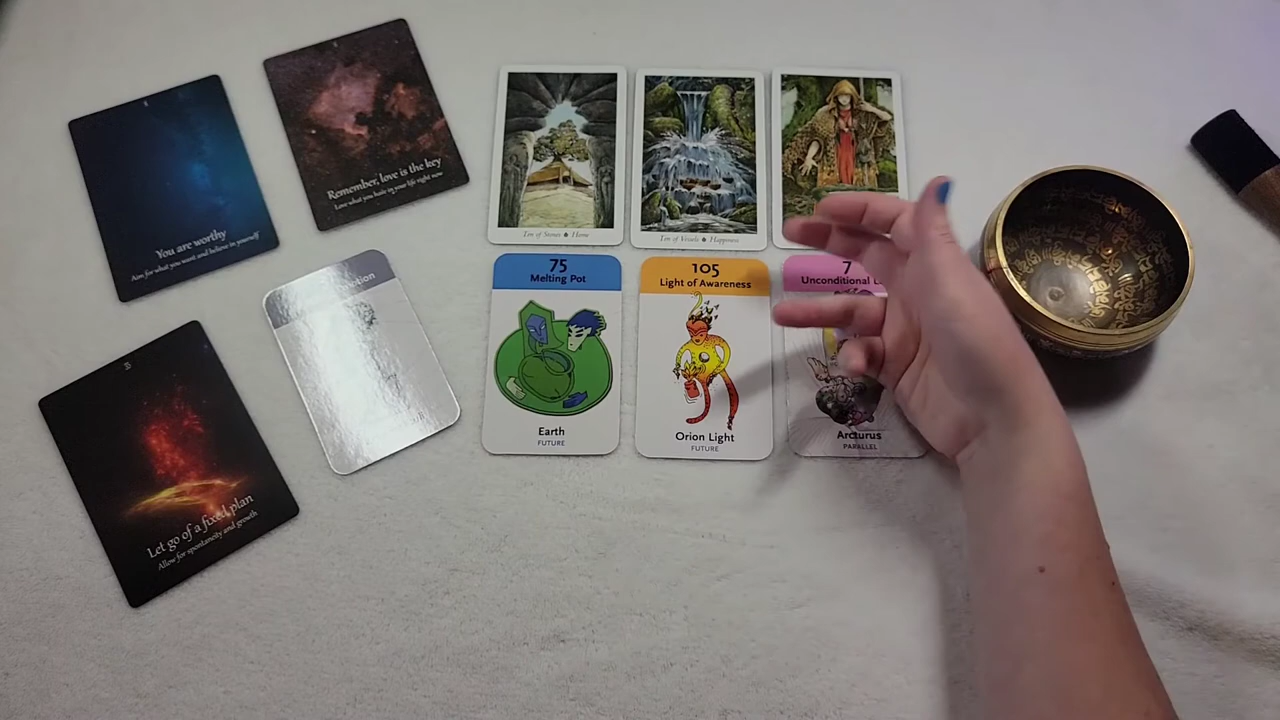 You are worthy
Aim for what you want and believe in yourself
Remember, love is the key
Love what you have in your life right now
Let go of a fixed plan
Allow for spontaneity and growth
Ten of Stones Home
Ten of Vessels Happiness
75
Melting Pot
Earth
FUTURE
105
Light of Awareness
Orion Light
FUTURE
7
Unconditional
Arcturus
PARALLEL